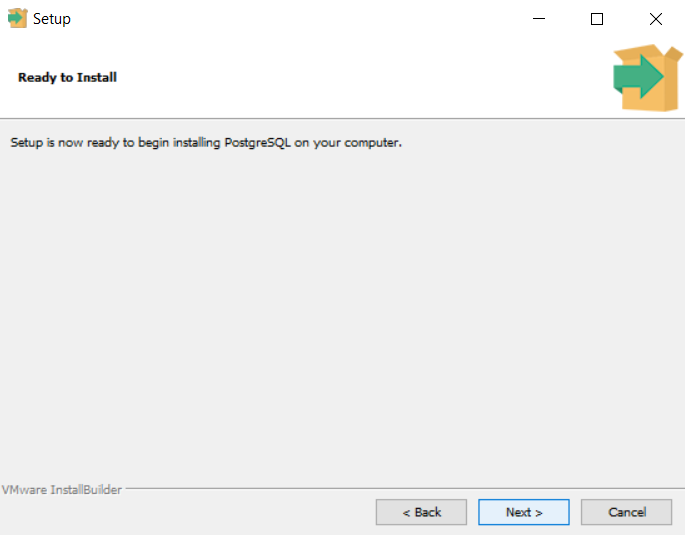 Setup
Ready to Install
Setup is now ready to begin installing PostgreSQL on your computer.
VMware InstallBuilder
< Back
Next >
Cancel